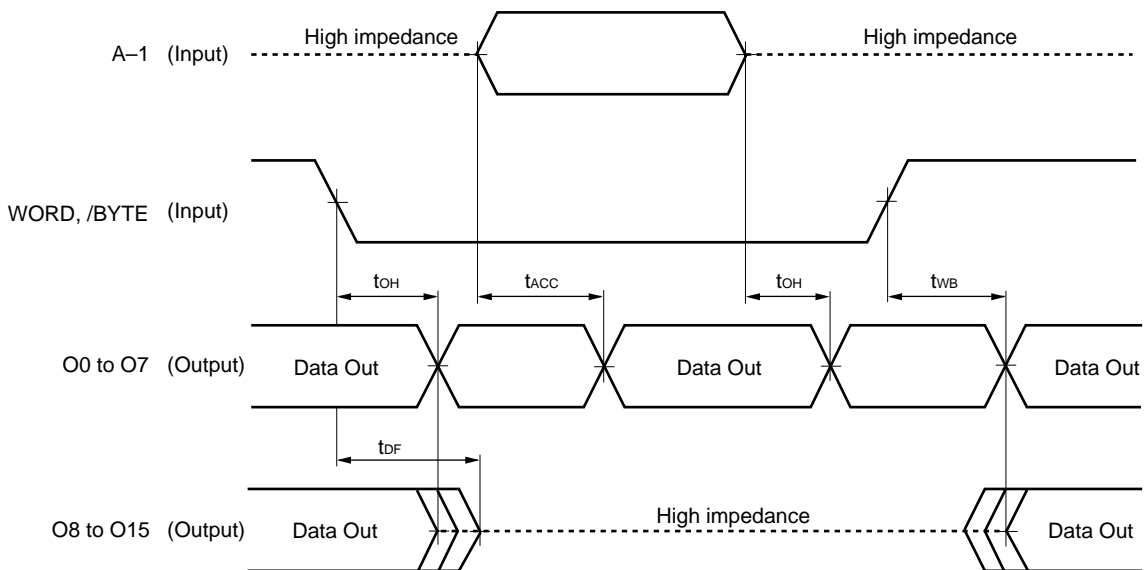 High impedance
High impedance
A–1 (Input)
WORD, /BYTE (Input)
tOH
tACC
tOH
tWB
O0 to O7 (Output)
Data Out
Data Out
Data Out
tDF
O8 to O15 (Output)
Data Out
High impedance
Data Out